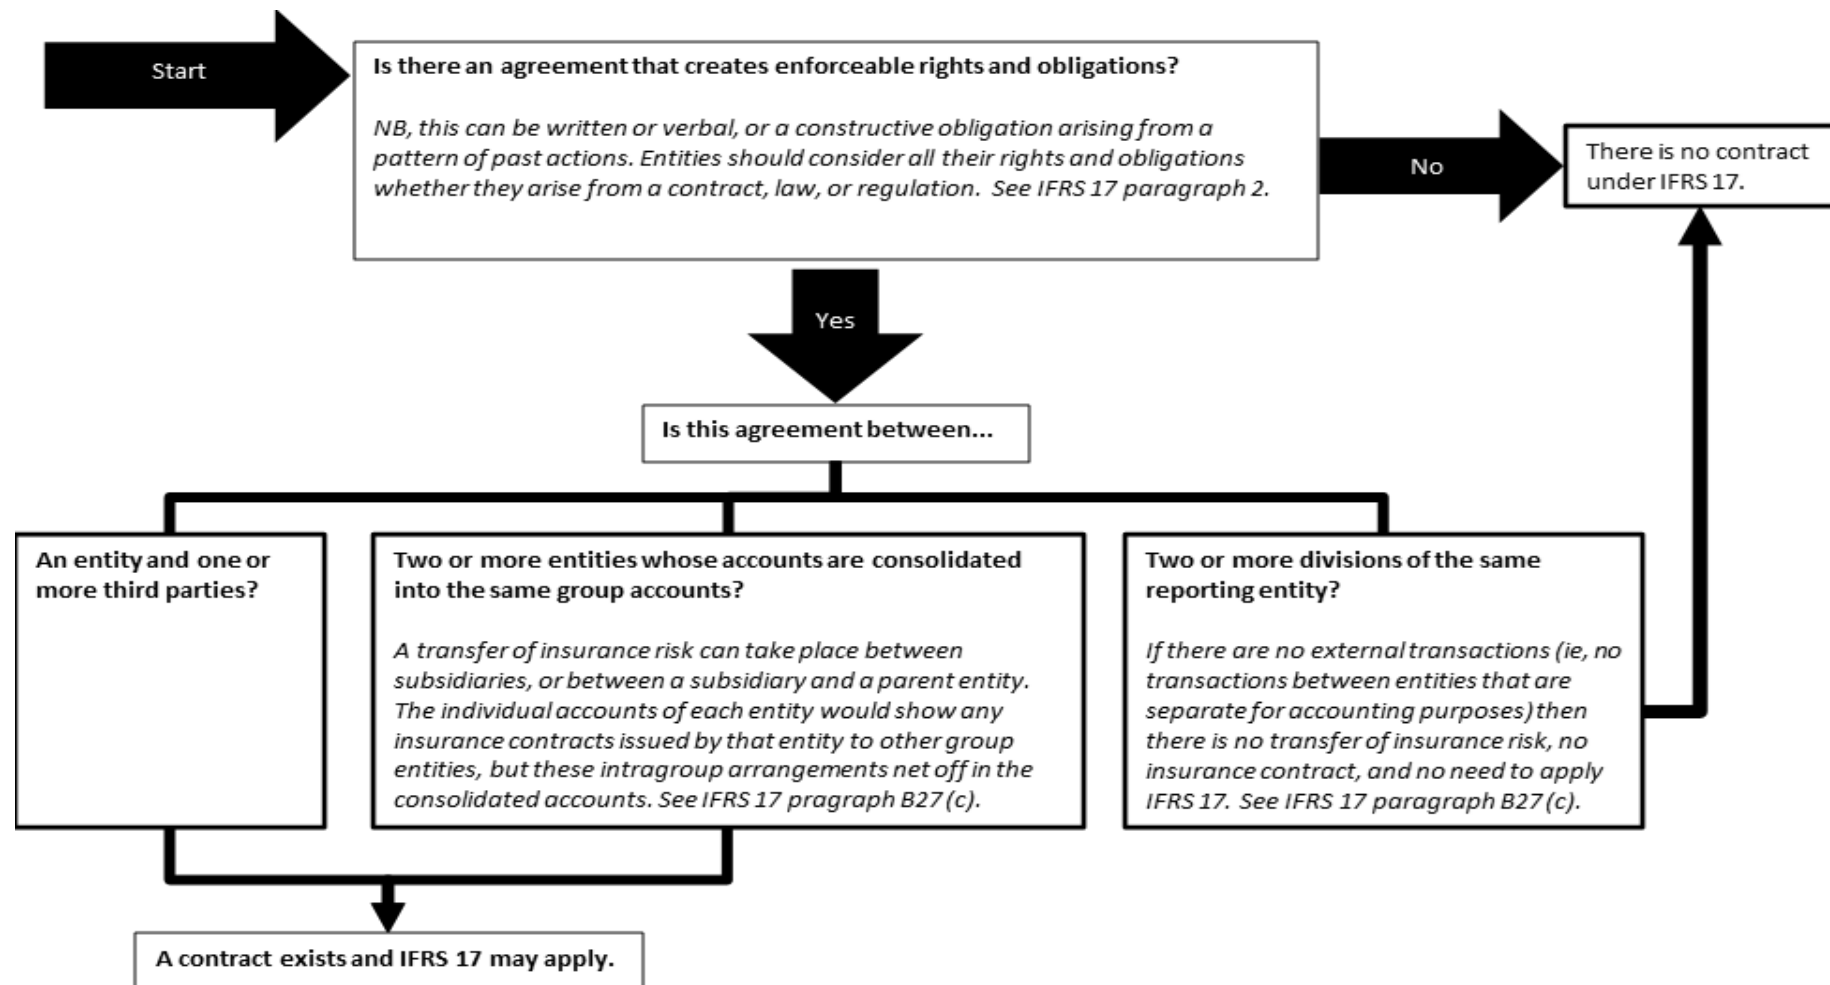 Start
Is there an agreement that creates enforceable rights and obligations?
NB, this can be written or verbal, or a constructive obligation arising from a
pattern of past actions. Entities should consider all their rights and obligations
whether they arise from a contract, law, or regulation. See IFRS 17 paragraph 2.
No
There is no contract
under IFRS 17.
Yes
Is this agreement between...
An entity and one or
more third parties?
Two or more entities whose accounts are consolidated
into the same group accounts?
A transfer of insurance risk can take place between
subsidiaries, or between a subsidiary and a parent entity.
The individual accounts of each entity would show any
insurance contracts issued by that entity to other group
entities, but these intragroup arrangements net off in the
consolidated accounts. See IFRS 17 pragraph B27 (c).
Two or more divisions of the same
reporting entity?
If there are no external transactions (ie, no
transactions between entities that are
separate for accounting purposes) then
there is no transfer of insurance risk, no
insurance contract, and no need to apply
IFRS 17. See IFRS 17 paragraph B27 (c).
A contract exists and IFRS 17 may apply.